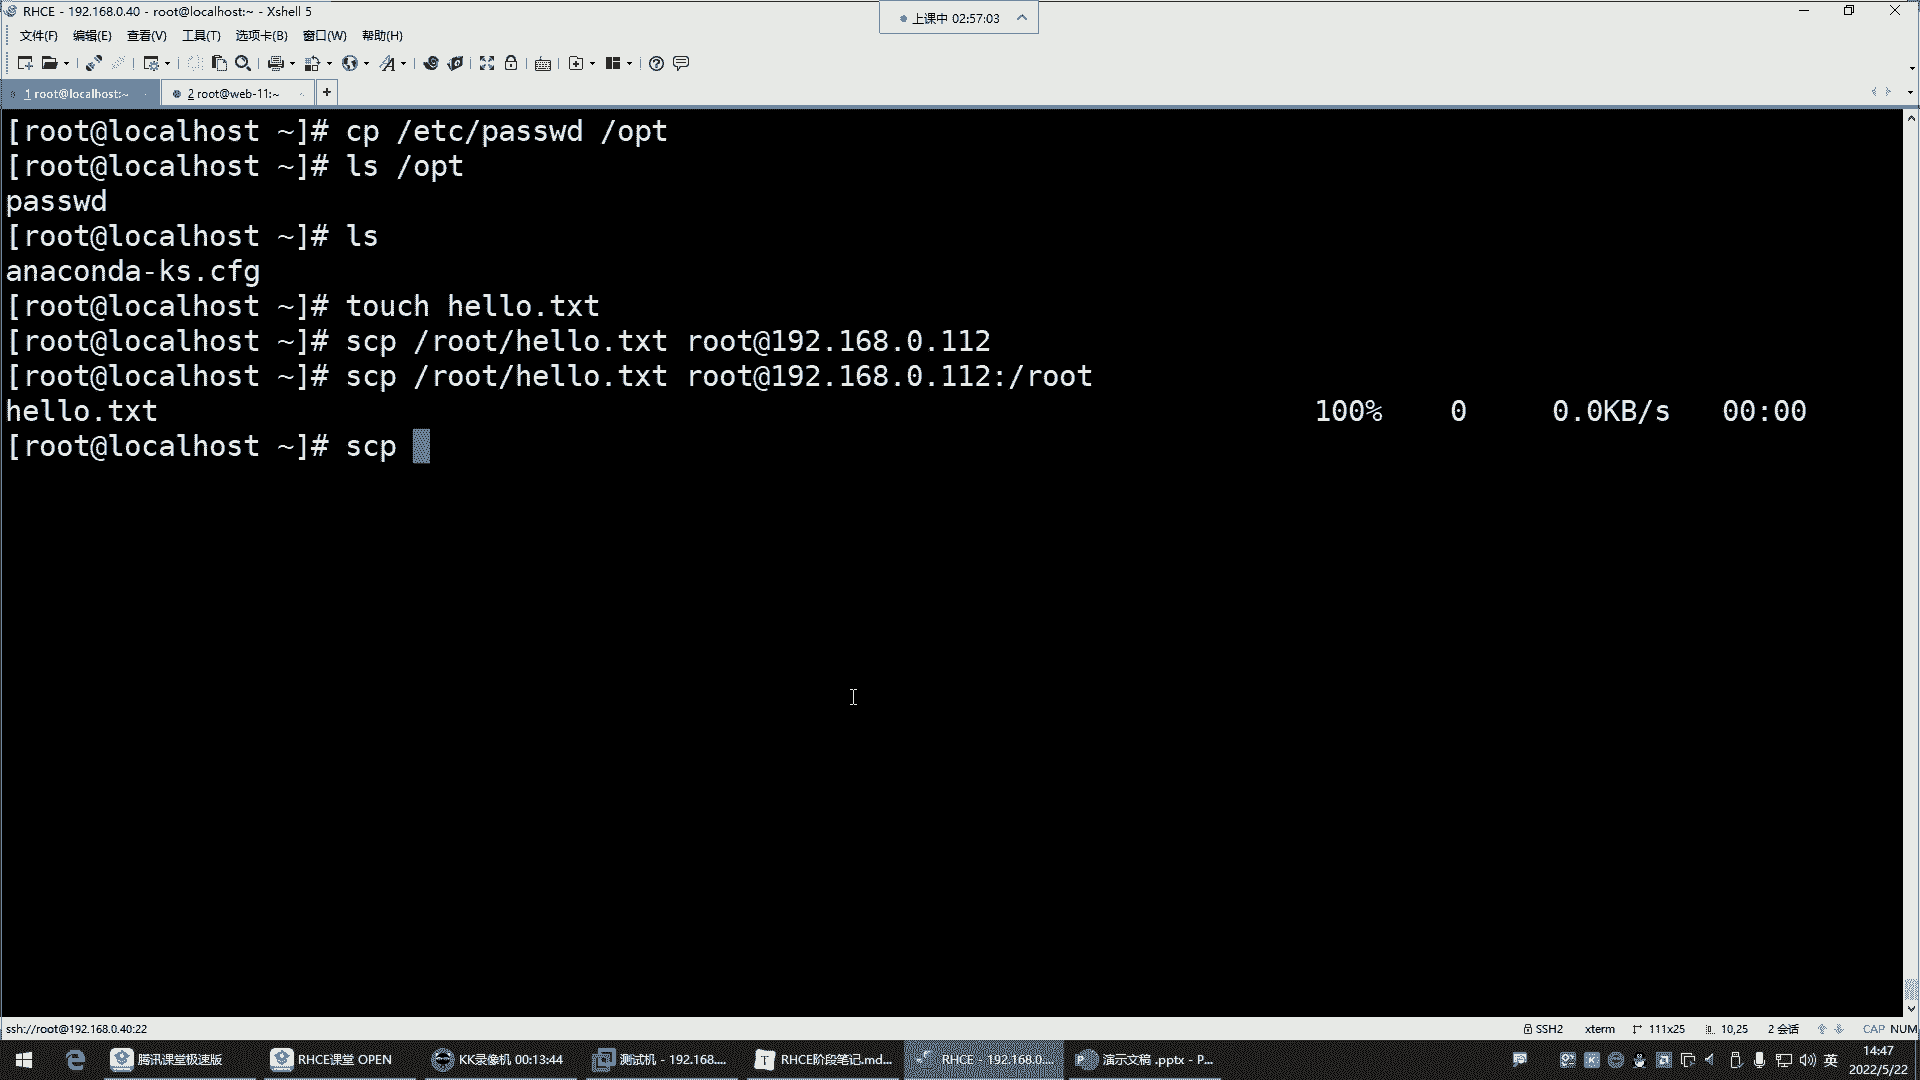 RHCE - 192.168.0.40 - root@localhost:~ - Xshell 5
上课中 02:57:03
文件(F) 编辑(E) 查看(V) 工具(T) 选项卡(B) 窗口(W) 帮助(H)
1 root@localhost:~
2 root@web-11:~
+
[root@localhost ~]# cp /etc/passwd /opt
[root@localhost ~]# ls /opt
passwd
[root@localhost ~]# ls
anaconda-ks.cfg
[root@localhost ~]# touch hello.txt
[root@localhost ~]# scp /root/hello.txt root@192.168.0.112
[root@localhost ~]# scp /root/hello.txt root@192.168.0.112:/root
hello.txt 100% 0 0.0KB/s 00:00
[root@localhost ~]# scp
ssh://root@192.168.0.40:22
SSH2 xterm 111x25 10,25 2 会话 CAP NUM
腾讯课堂极速版
RHCE课堂 OPEN
KK录像机 00:13:44
测试机 - 192.168....
RHCE阶段笔记.md...
RHCE - 192.168.0....
演示文稿 .pptx - P...
英
14:47
2022/5/22